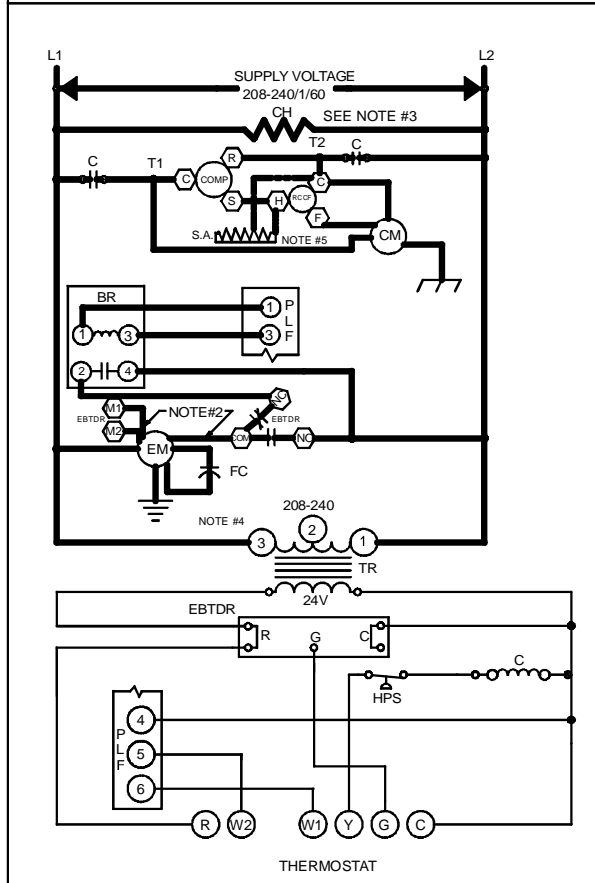 L1 L2
SUPPLY VOLTAGE
208-240/1/60
CH SEE NOTE #3
C T1 T2 C
R
C COMP C
S H RCCF
F
S.A. NOTE #5 CM
BR
1 3 1 P
3 L
F
2 4
NC
M1 NOTE#2
EBTDR EBTDR
M2 COM NO
EM
FC
208-240
NOTE #4
3 2 1
TR
24V
EBTDR
R G C
C
HPS
P 4
L 5
F 6
R W2 W1 Y G C
THERMOSTAT